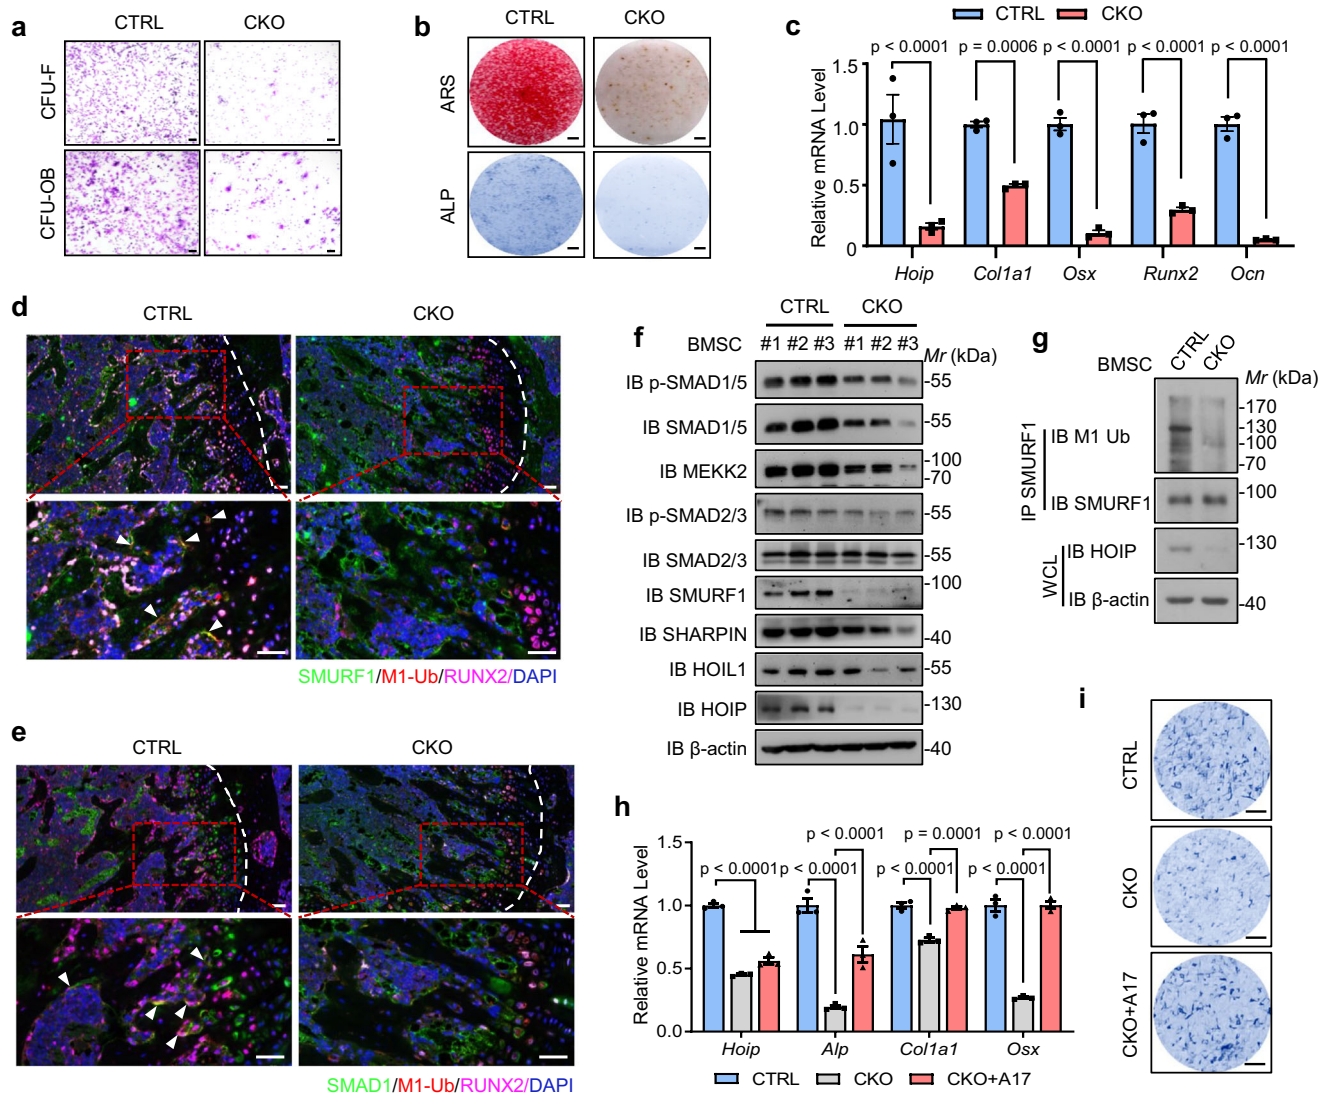 a
CTRL
CKO
CFU-F
CFU-OB
b
CTRL
CKO
ARS
ALP
c
CTRL
CKO
p < 0.0001
p = 0.0006
p < 0.0001
p < 0.0001
p < 0.0001
Relative mRNA Level
1.5
1.0
0.5
0
Hoip
Col1a1
Osx
Runx2
Ocn
d
CTRL
CKO
SMURF1/M1-Ub/RUNX2/DAPI
e
CTRL
CKO
SMAD1/M1-Ub/RUNX2/DAPI
f
CTRL
CKO
BMSC
#1 #2 #3 #1 #2 #3
Mr (kDa)
IB p-SMAD1/5
-55
IB SMAD1/5
-55
IB MEKK2
-100
-70
IB p-SMAD2/3
-55
IB SMAD2/3
-55
IB SMURF1
-100
IB SHARPIN
-40
IB HOIL1
-55
IB HOIP
-130
IB β-actin
-40
g
BMSC
CTRL
CKO
Mr (kDa)
IP SMURF1
IB M1 Ub
-170
-130
-100
-70
IB SMURF1
-100
WCL
IB HOIP
-130
IB β-actin
-40
h
Relative mRNA Level
1.5
1.0
0.5
0.0
p < 0.0001
p < 0.0001
p < 0.0001
p < 0.0001
p = 0.0001
p < 0.0001
p < 0.0001
Hoip
Alp
Col1a1
Osx
CTRL
CKO
CKO+A17
i
CTRL
CKO
CKO+A17